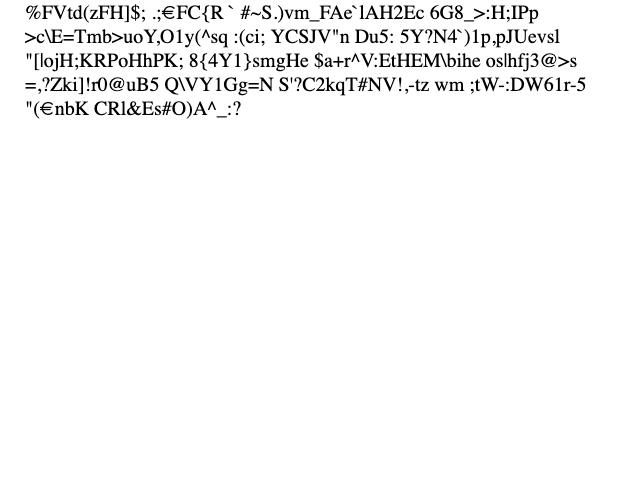 %FVtd(zFH]$; .;€FC{R ` #~S.)vm_FAe`lAH2Ec 6G8_>:H;IPp
>c\E=Tmb>uoY,O1y(^sq :(ci; YCSJV"n Du5: 5Y?N4`)1p,pJUevsl
"[|ojH;KRPoHhPK; 8{4Y1}smgHe $a+r^V:EtHEM\bihe os|hfj3@>s
=,?Zki]!r0@uB5 Q\VY1Gg=N S'?C2kqT#NV!,-tz wm ;tW-:DW61r-5
"(€nbK CRl&Es#O)A^_:?